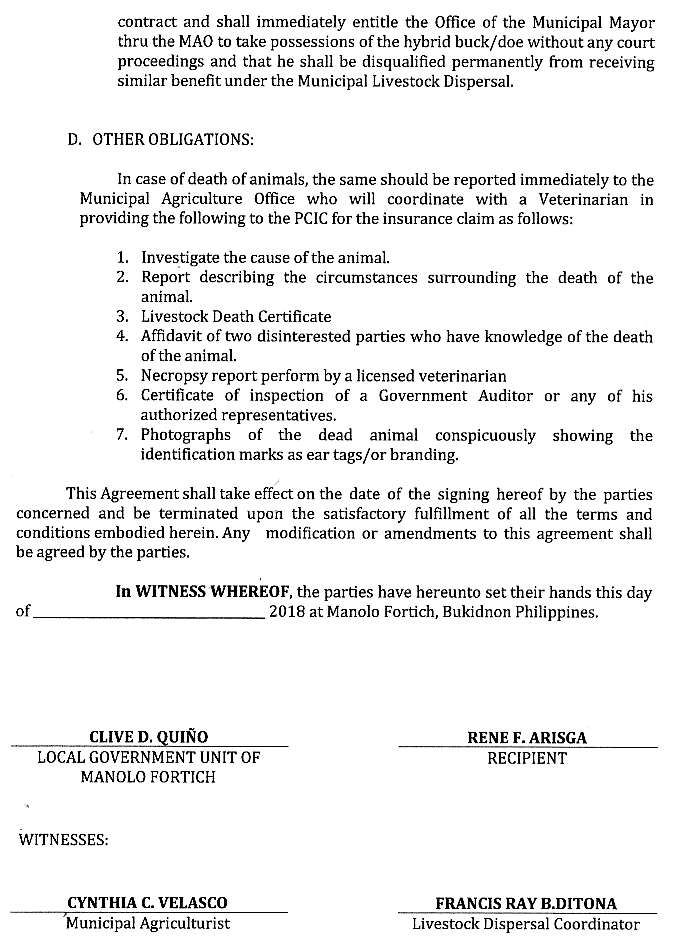 contract and shall immediately entitle the Office of the Municipal Mayor
thru the MAO to take possessions of the hybrid buck/doe without any court
proceedings and that he shall be disqualified permanently from receiving
similar benefit under the Municipal Livestock Dispersal.
D. OTHER OBLIGATIONS:
In case of death of animals, the same should be reported immediately to the
Municipal Agriculture Office who will coordinate with a Veterinarian in
providing the following to the PCIC for the insurance claim as follows:
1. Investigate the cause of the animal.
2. Report describing the circumstances surrounding the death of the
animal.
3. Livestock Death Certificate
4. Affidavit of two disinterested parties who have knowledge of the death
of the animal.
5. Necropsy report perform by a licensed veterinarian
6. Certificate of inspection of a Government Auditor or any of his
authorized representatives.
7. Photographs of the dead animal conspicuously showing the
identification marks as ear tags/or branding.
This Agreement shall take effect on the date of the signing hereof by the parties
concerned and be terminated upon the satisfactory fulfillment of all the terms and
conditions embodied herein. Any modification or amendments to this agreement shall
be agreed by the parties.
In WITNESS WHEREOF, the parties have hereunto set their hands this day
of ____________________________ 2018 at Manolo Fortich, Bukidnon Philippines.
CLIVE D. QUIÑO RENE F. ARISGA
LOCAL GOVERNMENT UNIT OF RECIPIENT
MANOLO FORTICH
WITNESSES:
CYNTHIA C. VELASCO FRANCIS RAY B.DITONA
Municipal Agriculturist Livestock Dispersal Coordinator